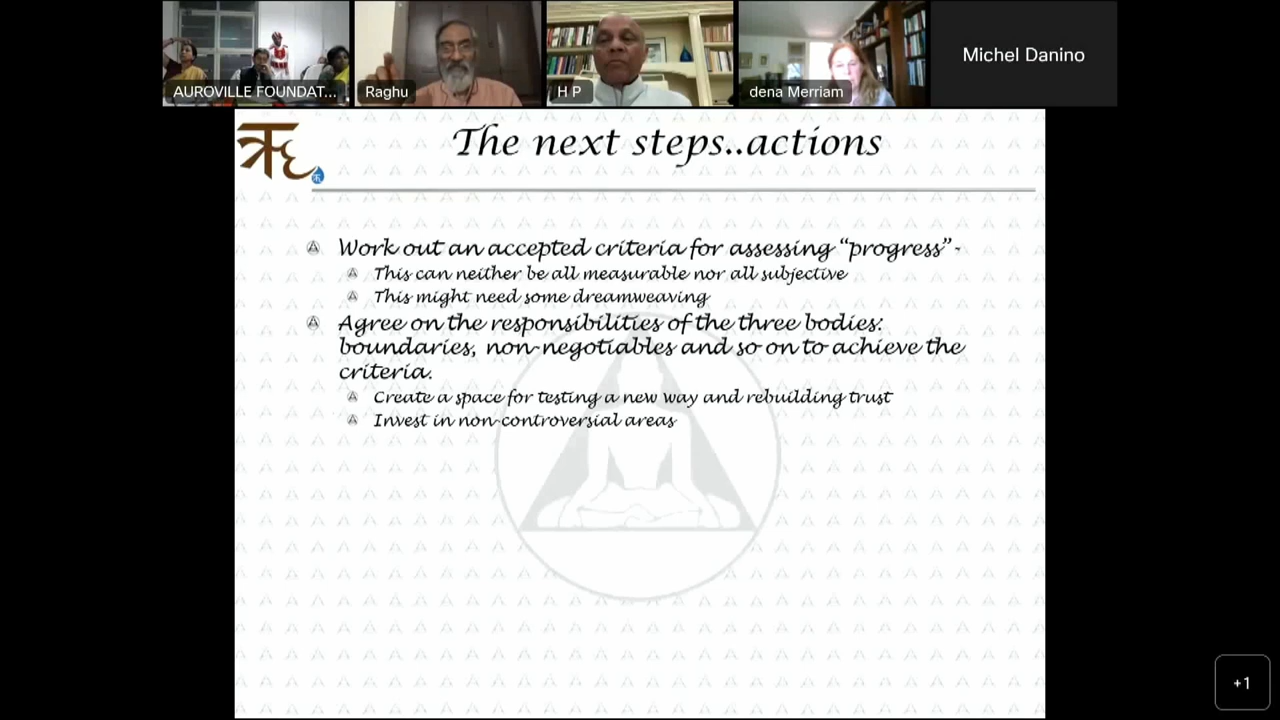 AUROVILLE FOUNDAT...
Raghu
H P
dena Merriam
Michel Danino
ऋ
The next steps..actions
Work out an accepted criteria for assessing “progress”-
This can neither be all measurable nor all subjective
This might need some dreamweaving
Agree on the responsibilities of the three bodies:
boundaries, non-negotiables and so on to achieve the
criteria.
Create a space for testing a new way and rebuilding trust
Invest in non-controversial areas
+1